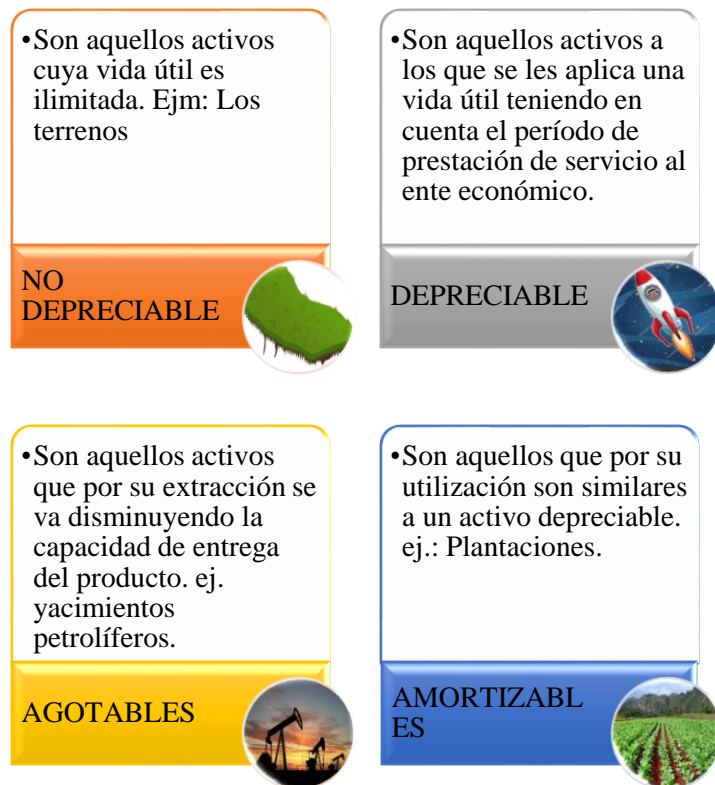 •Son aquellos activos
cuya vida útil es
ilimitada. Ejm: Los
terrenos
NO
DEPRECIABLE
•Son aquellos activos a
los que se les aplica una
vida útil teniendo en
cuenta el período de
prestación de servicio al
ente económico.
DEPRECIABLE
•Son aquellos activos
que por su extracción se
va disminuyendo la
capacidad de entrega
del producto. ej.
yacimientos
petrolíferos.
AGOTABLES
•Son aquellos que por su
utilización son similares
a un activo depreciable.
ej.: Plantaciones.
AMORTIZABL
ES